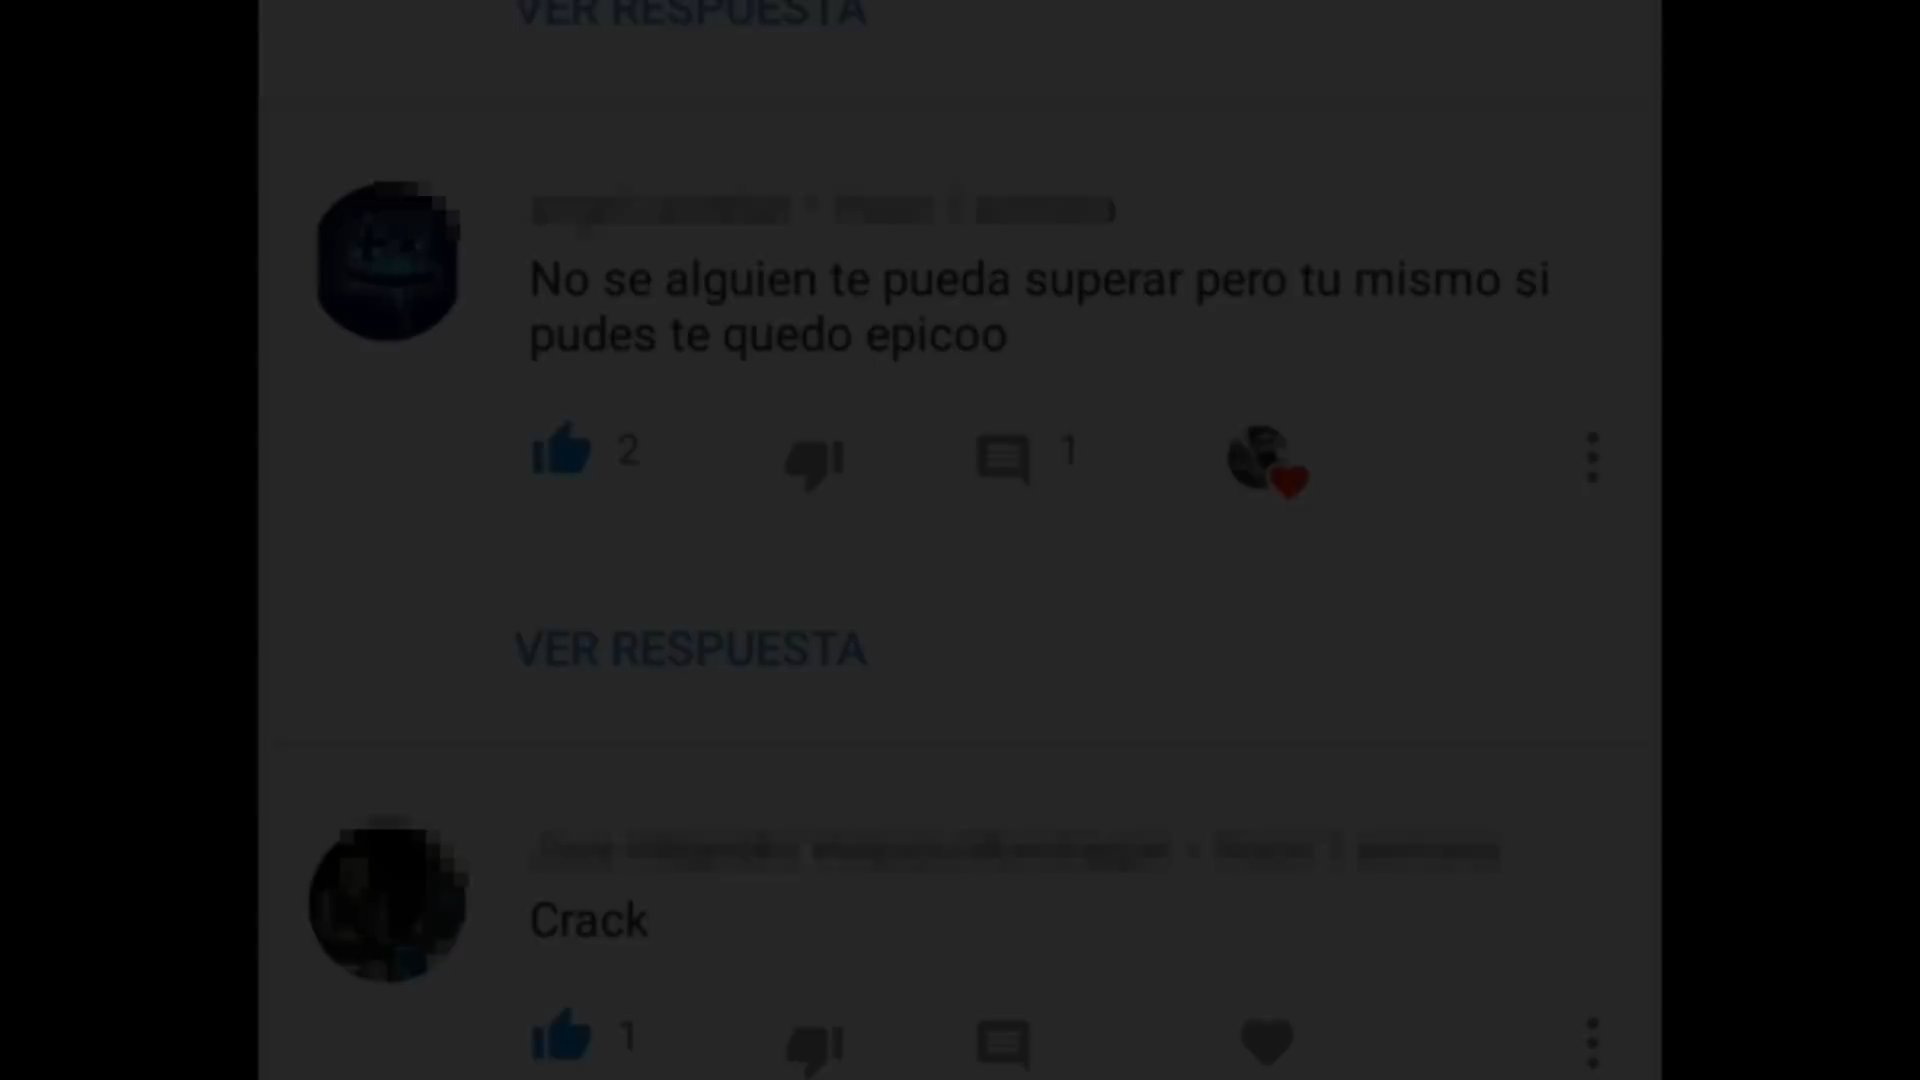 VER RESPUESTA
No se alguien te pueda superar pero tu mismo si
pudes te quedo epicoo
2
1
VER RESPUESTA
Crack
1